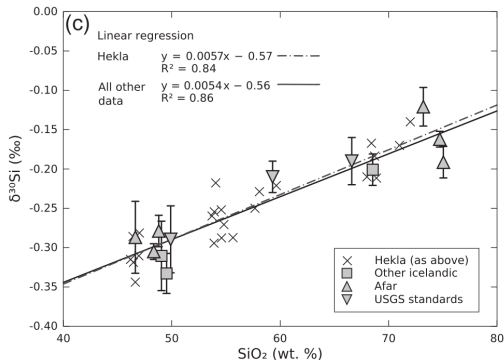 (c)
Linear regression
Hekla y = 0.0057x − 0.57
R² = 0.84
All other y = 0.0054x − 0.56
data R² = 0.86
0.00
-0.05
-0.10
-0.15
-0.20
-0.25
-0.30
-0.35
-0.40
δ³⁰Si (‰)
Hekla (as above)
Other icelandic
Afar
USGS standards
40 50 60 70 80
SiO₂ (wt. %)